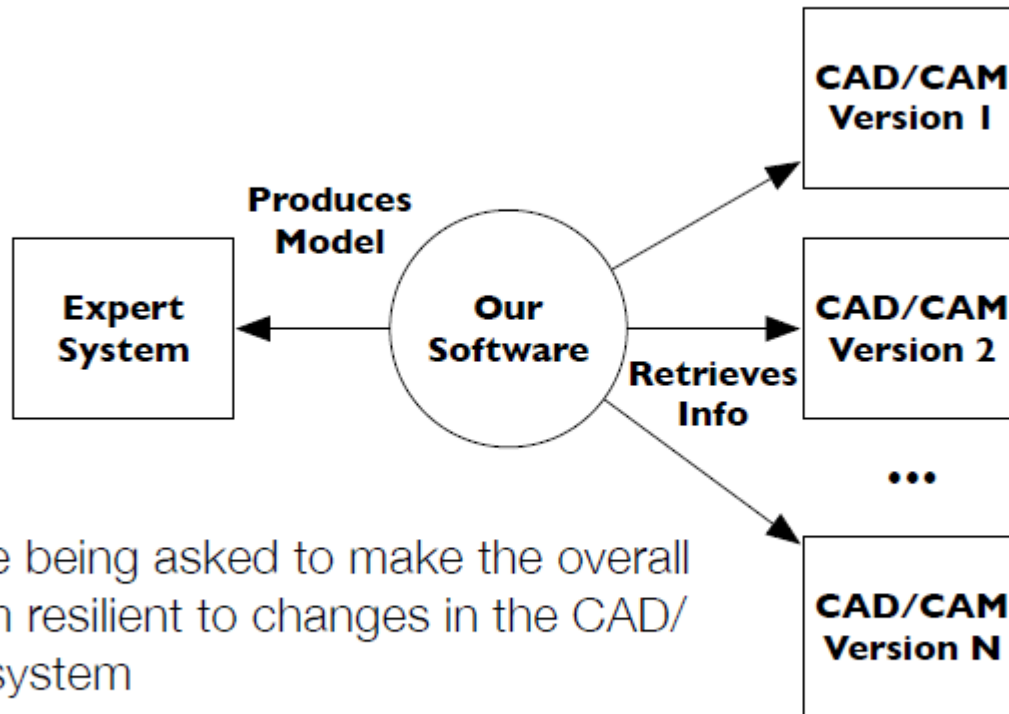 CAD/CAM
Version 1
Produces
Model
Expert
System
Our
Software
CAD/CAM
Version 2
Retrieves
Info
...
CAD/CAM
Version N
e being asked to make the overall
n resilient to changes in the CAD/
system